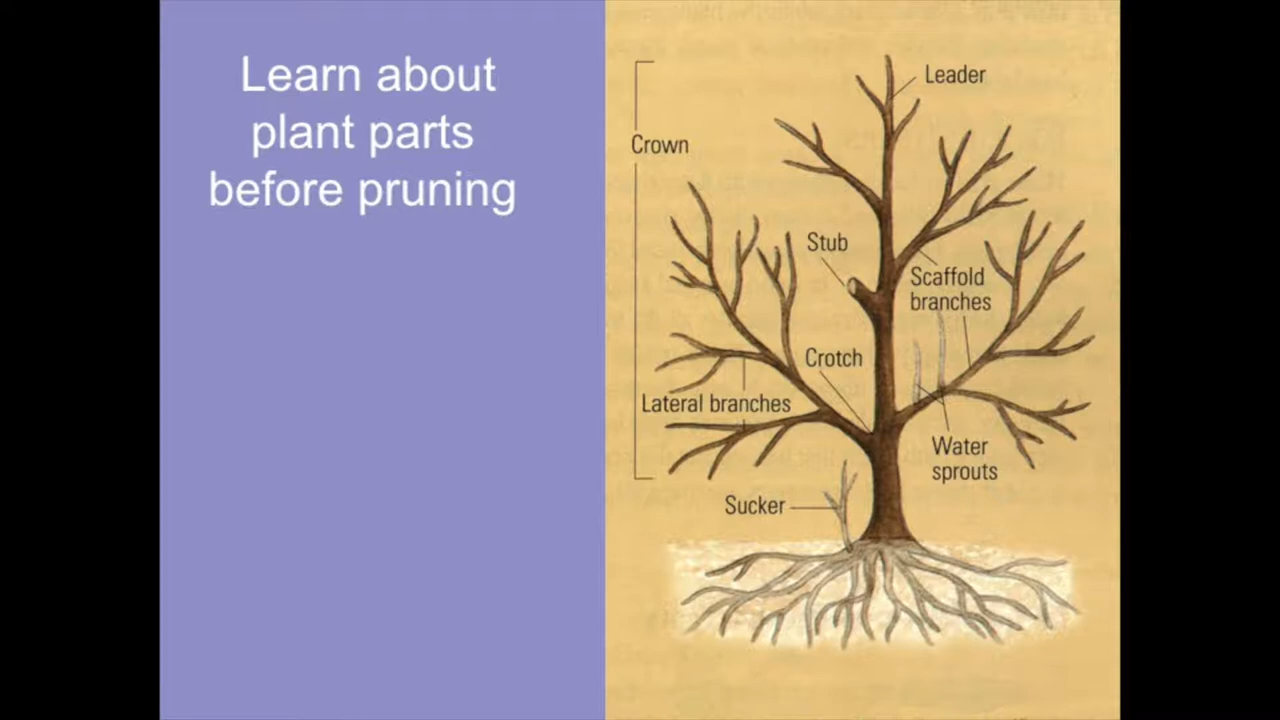 Learn about
plant parts
before pruning
Leader
Crown
Stub
Scaffold
branches
Crotch
Lateral branches
Water
sprouts
Sucker